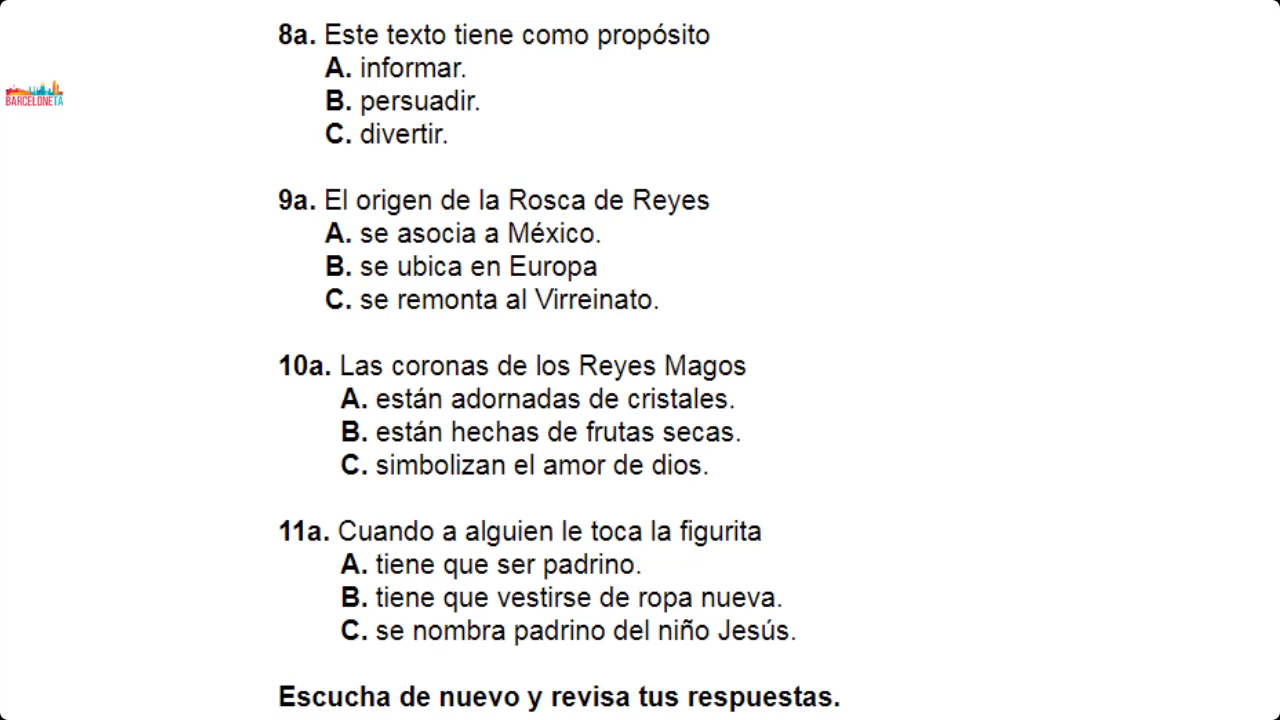 8a. Este texto tiene como propósito
A. informar.
B. persuadir.
C. divertir.
BARCELONETA
9a. El origen de la Rosca de Reyes
A. se asocia a México.
B. se ubica en Europa
C. se remonta al Virreinato.
10a. Las coronas de los Reyes Magos
A. están adornadas de cristales.
B. están hechas de frutas secas.
C. simbolizan el amor de dios.
11a. Cuando a alguien le toca la figurita
A. tiene que ser padrino.
B. tiene que vestirse de ropa nueva.
C. se nombra padrino del niño Jesús.
Escucha de nuevo y revisa tus respuestas.